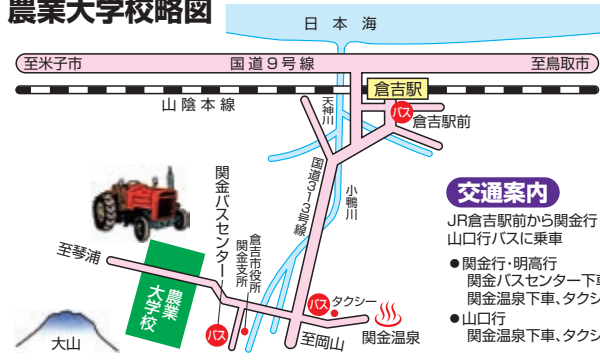 農業大学校略図
日本海
至米子市
国道9号線
至鳥取市
倉吉駅
山陰本線
天神川
バス
倉吉駅前
国道313号線
小鴨川
関金バスセンター
倉吉市役所
関金支所
至琴浦
農業
大学校
バス
タクシー
バス
至岡山
関金温泉
大山
交通案内
JR倉吉駅前から関金行
山口行バスに乗車
●関金行・明高行
関金バスセンター下車
関金温泉下車、タクシ
●山口行
関金温泉下車、タクシ